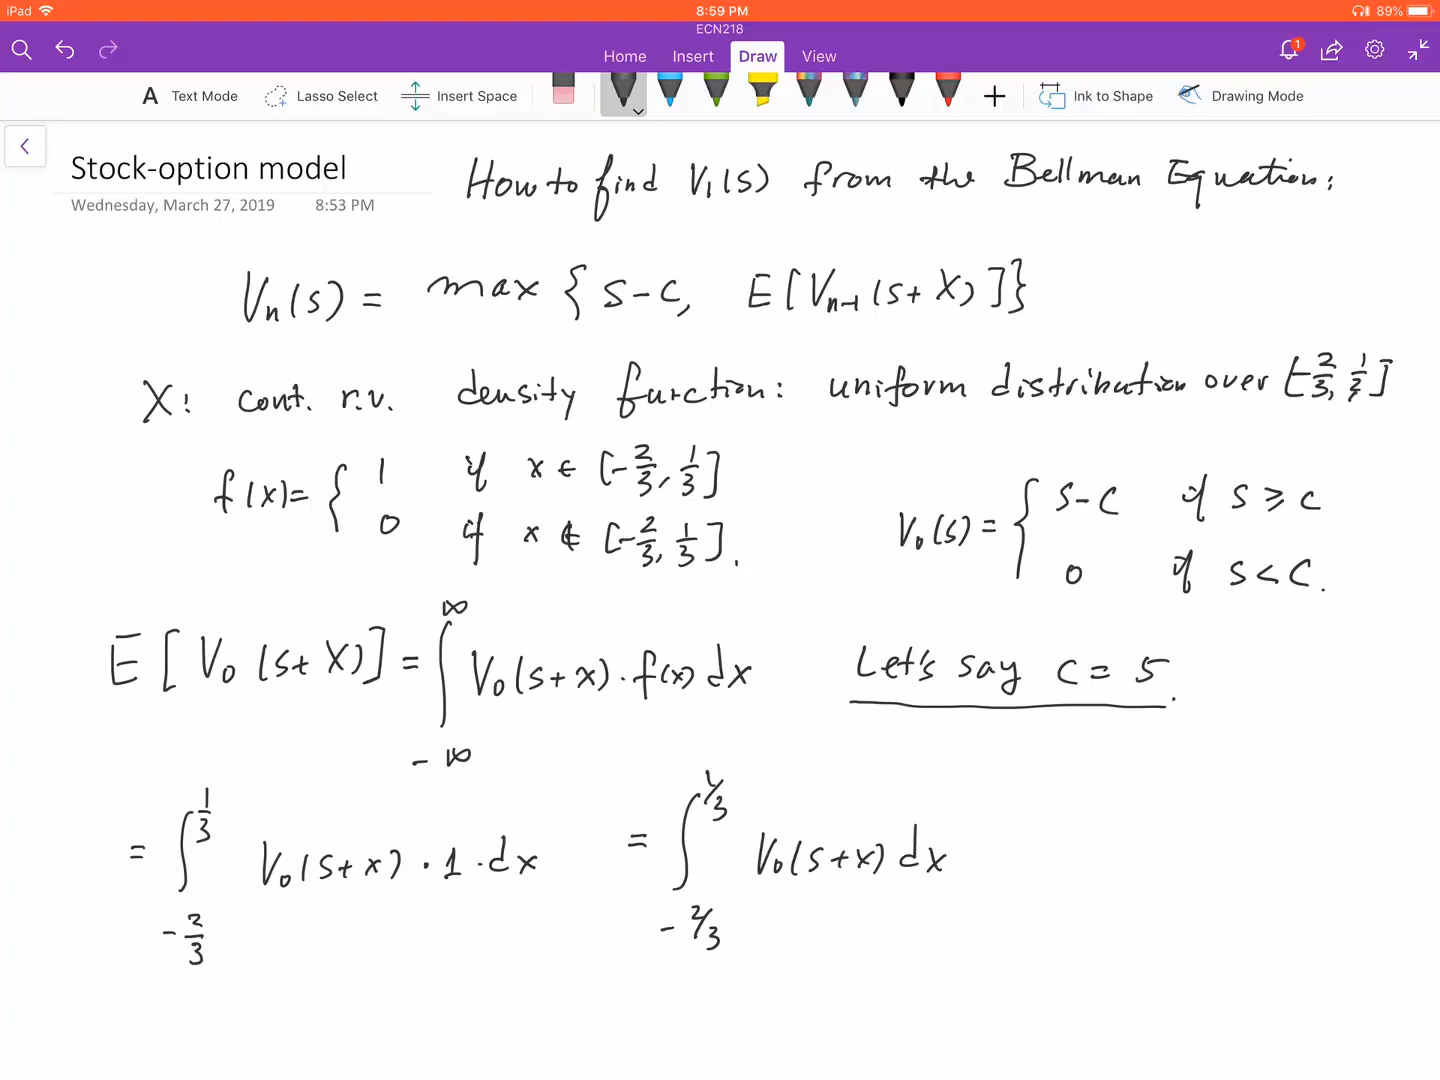 iPad 8:59 PM 89%
ECN218
Home Insert Draw View 1
Text Mode Lasso Select Insert Space Ink to Shape Drawing Mode
Stock-option model
Wednesday, March 27, 2019 8:53 PM
How to find V₁(s) from the Bellman Equation:
Vₙ(s) = max { s-c, E[Vₙ₋₁(s+X)]}
X: cont. r.v. density function: uniform distribution over [-2/3, 1/3]
f(x)= { 1 if x ∈ [-2/3, 1/3]
0 if x ∉ [-2/3, 1/3].
V₀(s) = { s-c if s ≥ c
0 if s < c.
E[V₀(s+X)] = ∫_{-∞}^{∞} V₀(s+x)·f(x) dx
Let's say c = 5.
= ∫_{-2/3}^{1/3} V₀(s+x)·1·dx = ∫_{-2/3}^{1/3} V₀(s+x) dx